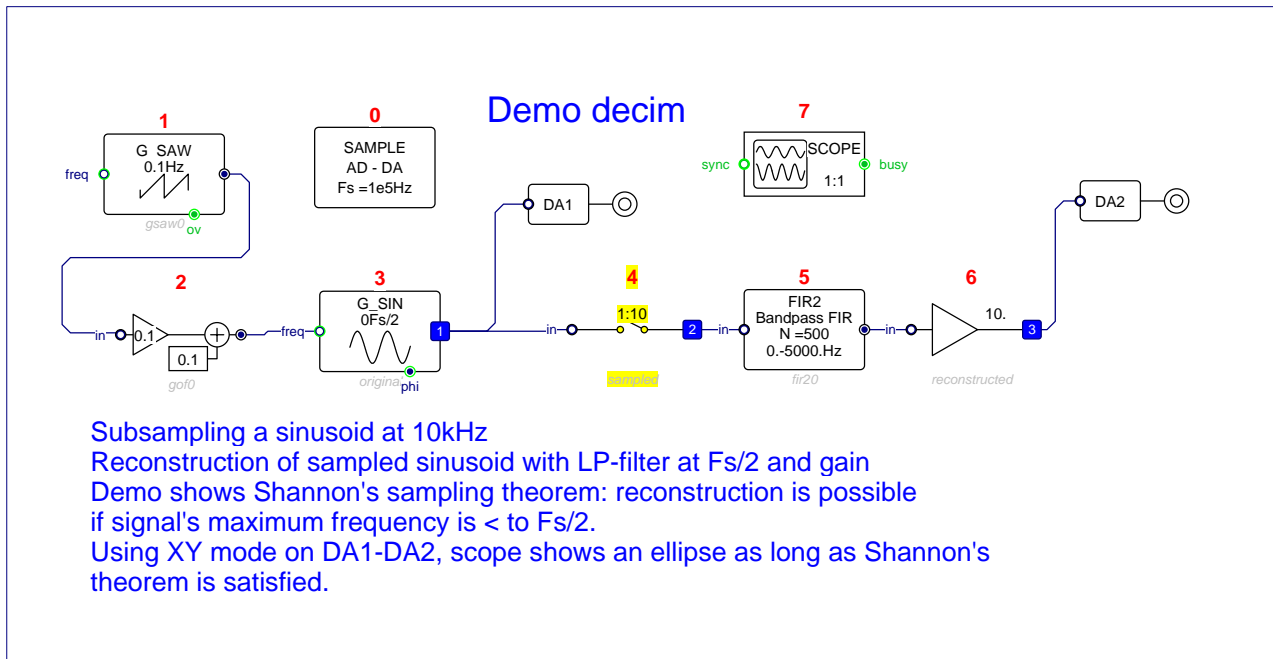 Demo decim
1
0
7
G_SAW
0.1Hz
freq
gsaw0
ov
SAMPLE
AD - DA
Fs =1e5Hz
sync
SCOPE
1:1
busy
DA1
DA2
2
in
0.1
0.1
gof0
3
freq
G_SIN
0Fs/2
1
original
phi
4
in
1:10
2
sampled
5
in
FIR2
Bandpass FIR
N =500
0.-5000.Hz
fir20
6
in
10.
3
reconstructed
Subsampling a sinusoid at 10kHz
Reconstruction of sampled sinusoid with LP-filter at Fs/2 and gain
Demo shows Shannon's sampling theorem: reconstruction is possible
if signal's maximum frequency is < to Fs/2.
Using XY mode on DA1-DA2, scope shows an ellipse as long as Shannon's
theorem is satisfied.